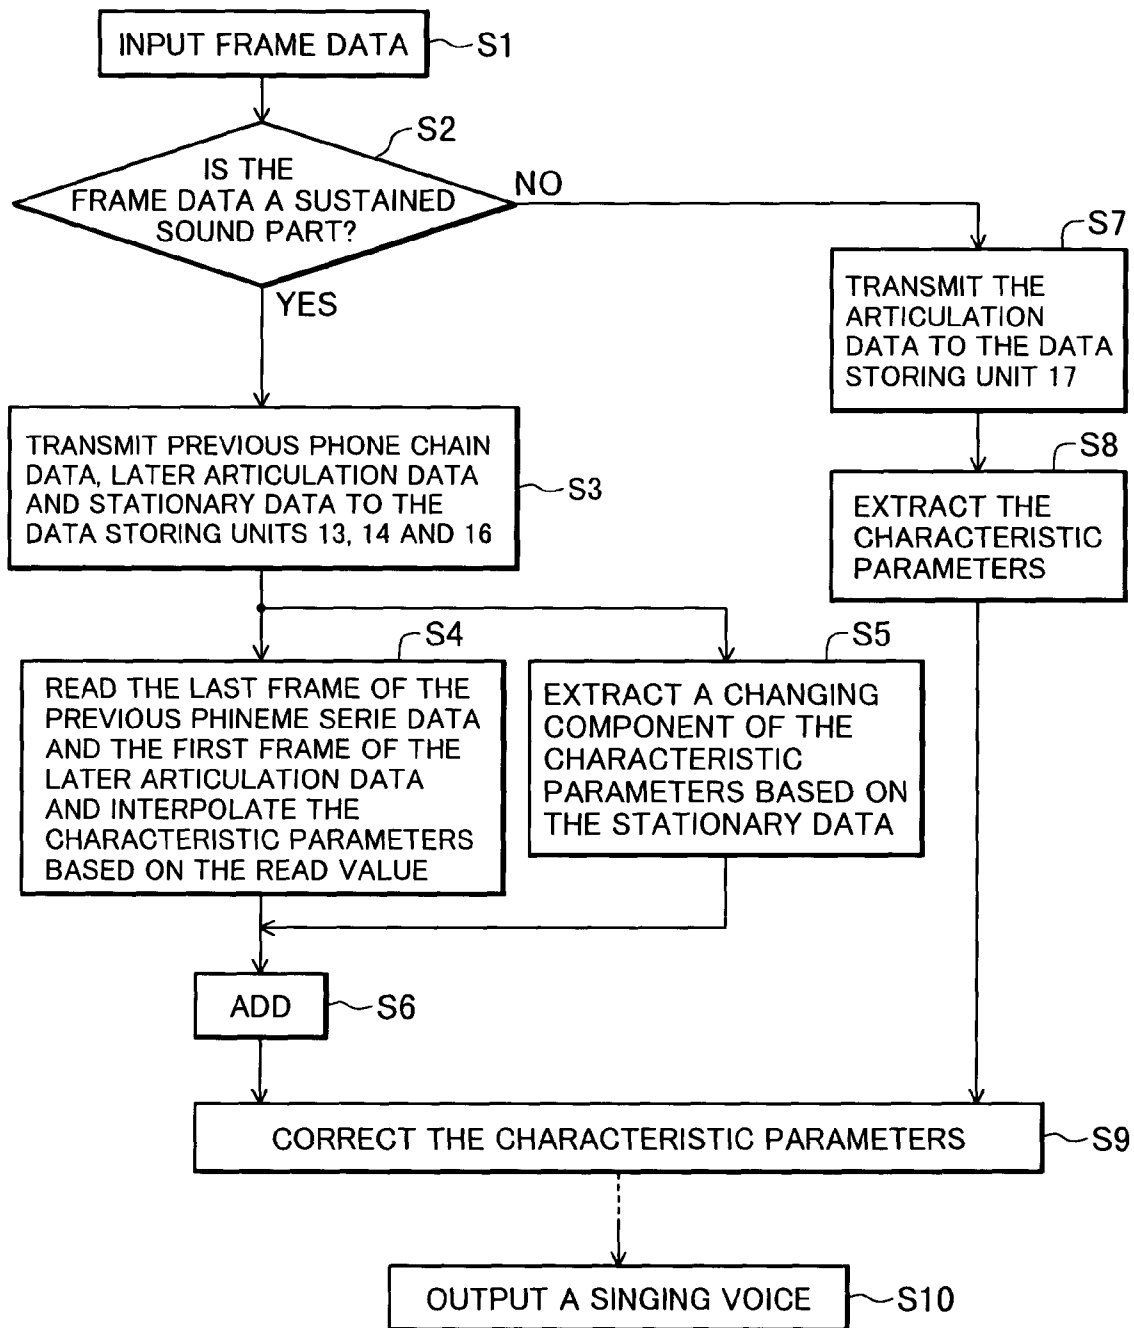 INPUT FRAME DATA
S1
S2
IS THE
FRAME DATA A SUSTAINED
SOUND PART?
NO
YES
S7
TRANSMIT THE
ARTICULATION
DATA TO THE DATA
STORING UNIT 17
TRANSMIT PREVIOUS PHONE CHAIN
DATA, LATER ARTICULATION DATA
AND STATIONARY DATA TO THE
DATA STORING UNITS 13, 14 AND 16
S3
S8
EXTRACT THE
CHARACTERISTIC
PARAMETERS
S4
READ THE LAST FRAME OF THE
PREVIOUS PHINEME SERIE DATA
AND THE FIRST FRAME OF THE
LATER ARTICULATION DATA
AND INTERPOLATE THE
CHARACTERISTIC PARAMETERS
BASED ON THE READ VALUE
S5
EXTRACT A CHANGING
COMPONENT OF THE
CHARACTERISTIC
PARAMETERS BASED ON
THE STATIONARY DATA
ADD
S6
CORRECT THE CHARACTERISTIC PARAMETERS
S9
OUTPUT A SINGING VOICE
S10